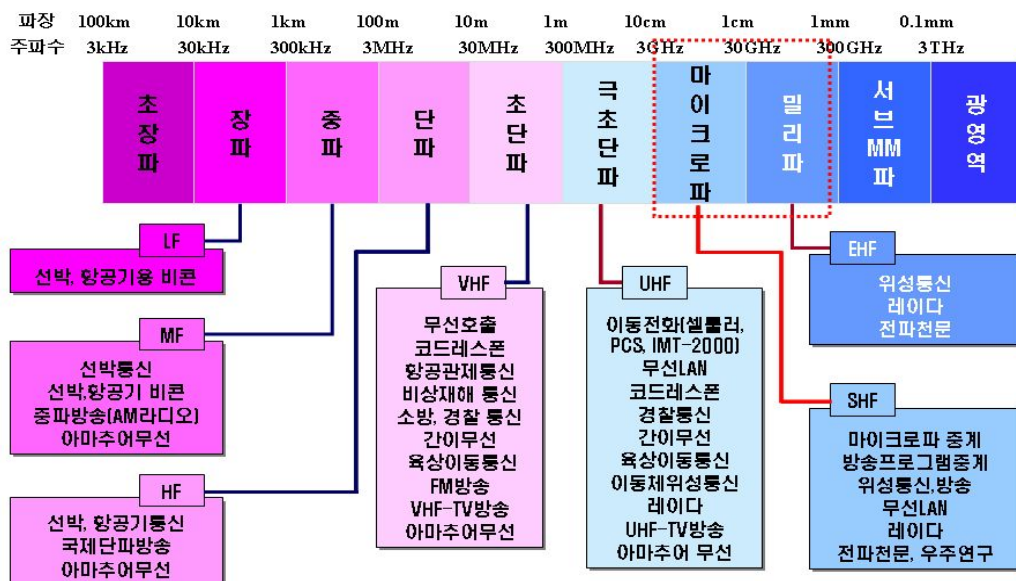 파장 100km 10km 1km 100m 10m 1m 10cm 1cm 1mm 0.1mm
주파수 3kHz 30kHz 300kHz 3MHz 30MHz 300MHz 3GHz 30GHz 300GHz 3THz
초장파
장파
중파
단파
초단파
극초단파
마이크로파
밀리파
서브MM파
광영역
LF
선박, 항공기용 비콘
MF
선박통신
선박,항공기 비콘
중파방송(AM라디오)
아마추어무선
HF
선박, 항공기통신
국제단파방송
아마추어무선
VHF
무선호출
코드레스폰
항공관제통신
비상재해 통신
소방, 경찰 통신
간이무선
육상이동통신
FM방송
VHF-TV방송
아마추어무선
UHF
이동전화(셀룰러,
PCS, IMT-2000)
무선LAN
코드레스폰
경찰통신
간이무선
육상이동통신
이동체위성통신
레이다
UHF-TV방송
아마추어 무선
EHF
위성통신
레이다
전파천문
SHF
마이크로파 중계
방송프로그램중계
위성통신,방송
무선LAN
레이다
전파천문, 우주연구